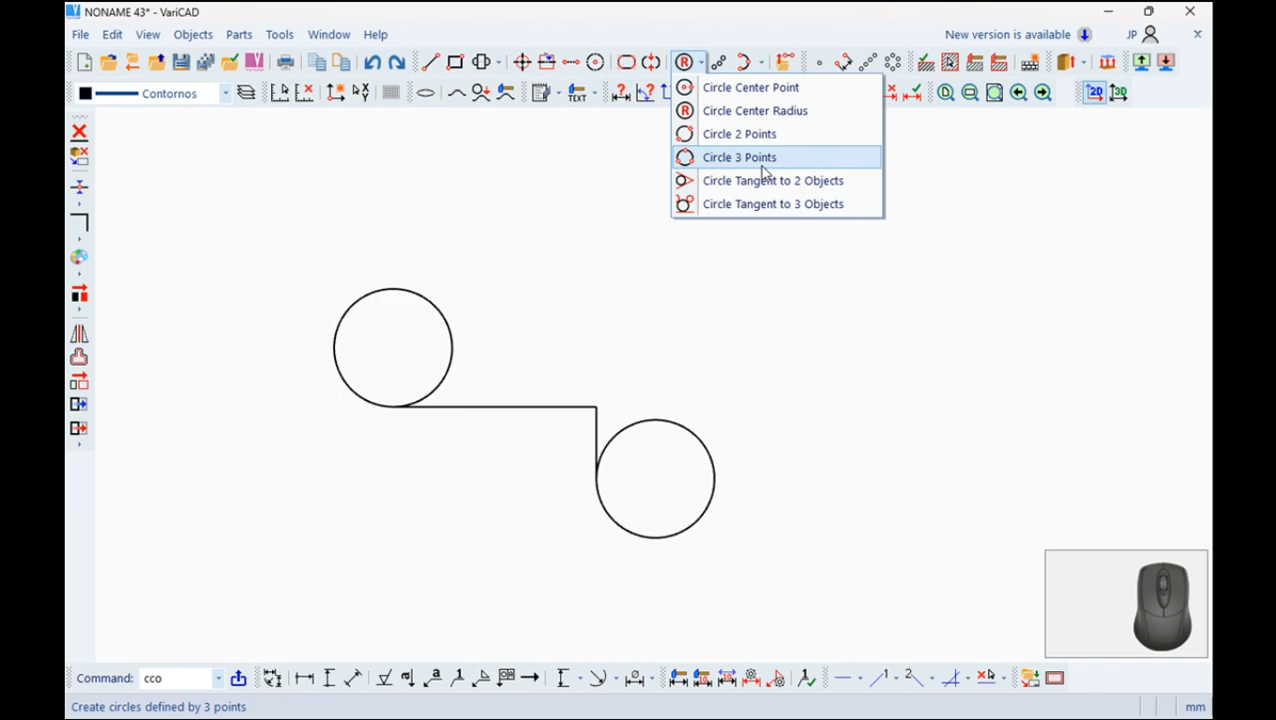 NONAME 43* - VariCAD
File Edit View Objects Parts Tools Window Help
New version is available JP
Contornos
TEXT
2D 3D
Circle Center Point
Circle Center Radius
Circle 2 Points
Circle 3 Points
Circle Tangent to 2 Objects
Circle Tangent to 3 Objects
Command: cco
Create circles defined by 3 points
mm